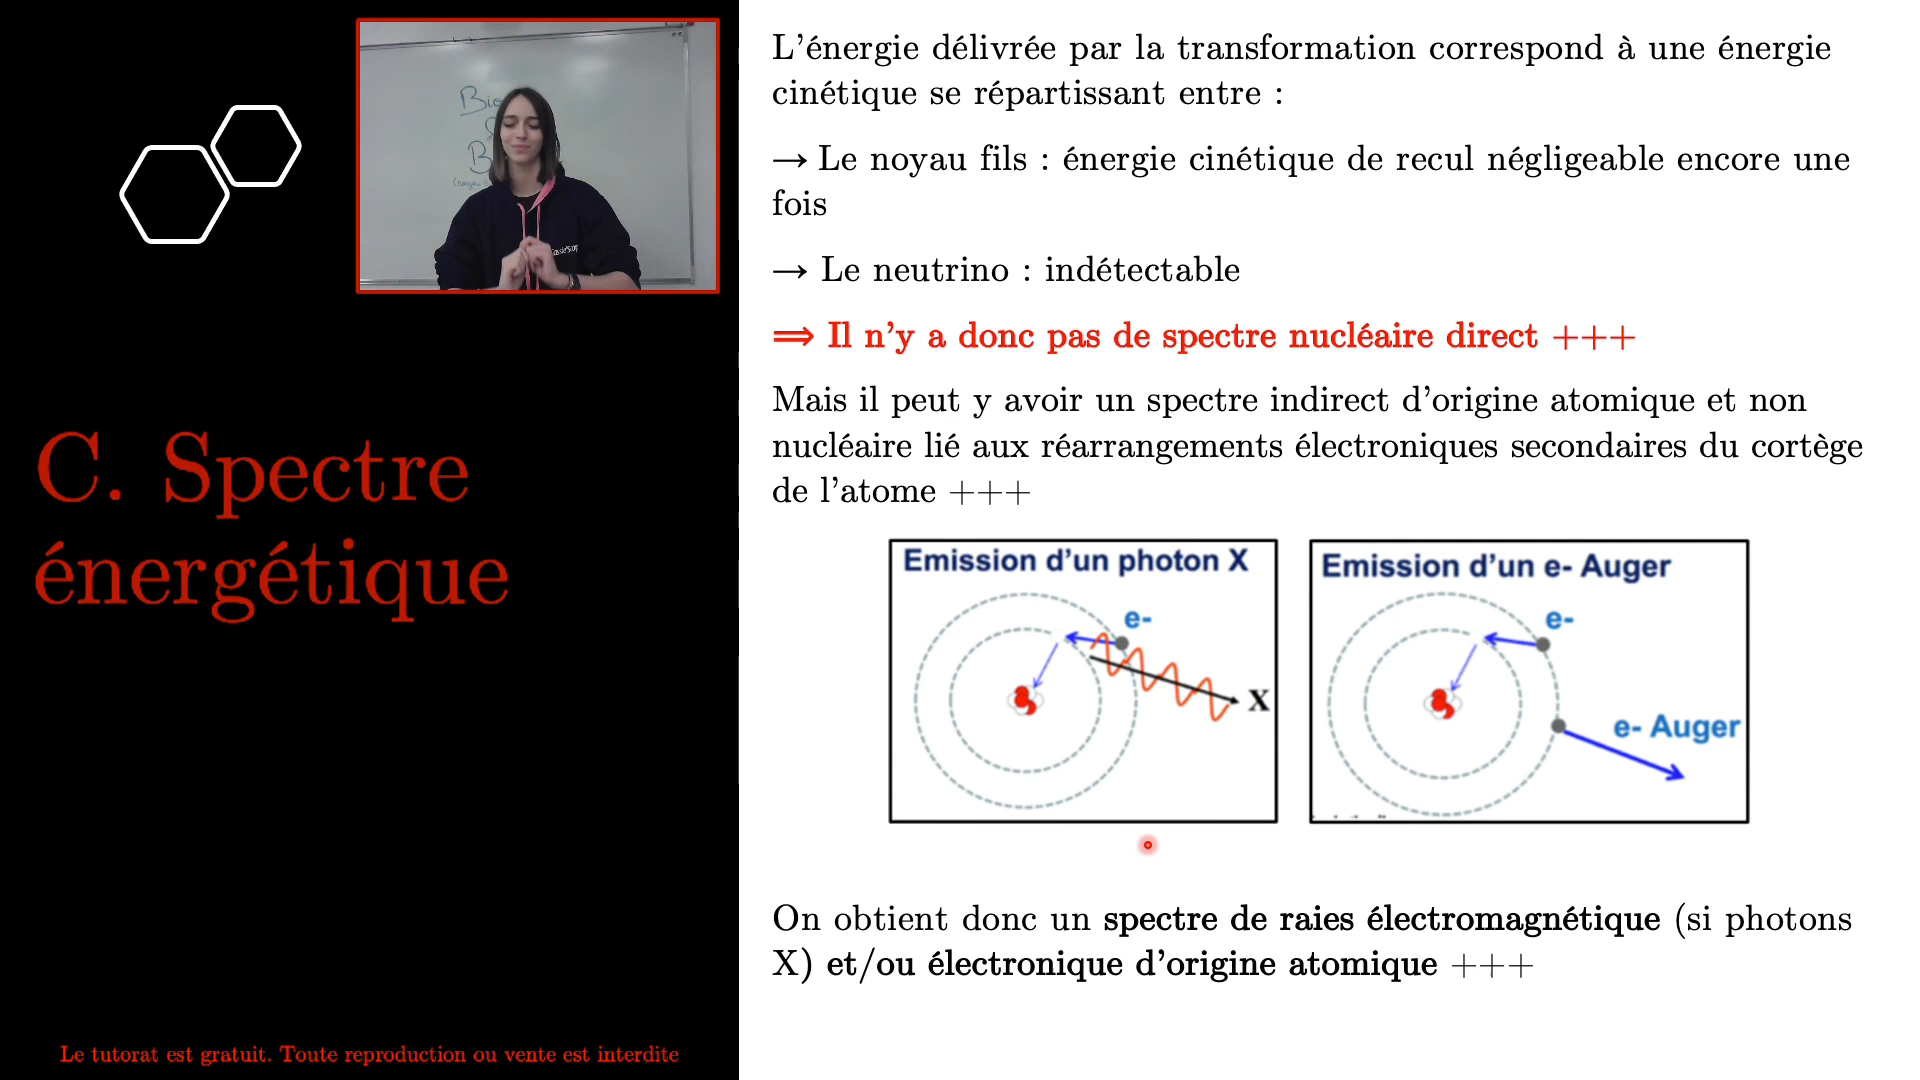 C. Spectre
énergétique
Le tutorat est gratuit. Toute reproduction ou vente est interdite
L'énergie délivrée par la transformation correspond à une énergie
cinétique se répartissant entre :
→ Le noyau fils : énergie cinétique de recul négligeable encore une
fois
→ Le neutrino : indétectable
⟹ Il n'y a donc pas de spectre nucléaire direct +++
Mais il peut y avoir un spectre indirect d'origine atomique et non
nucléaire lié aux réarrangements électroniques secondaires du cortège
de l'atome +++
Emission d'un photon X
e-
X
Emission d'un e- Auger
e-
e- Auger
On obtient donc un spectre de raies électromagnétique (si photons
X) et/ou électronique d'origine atomique +++